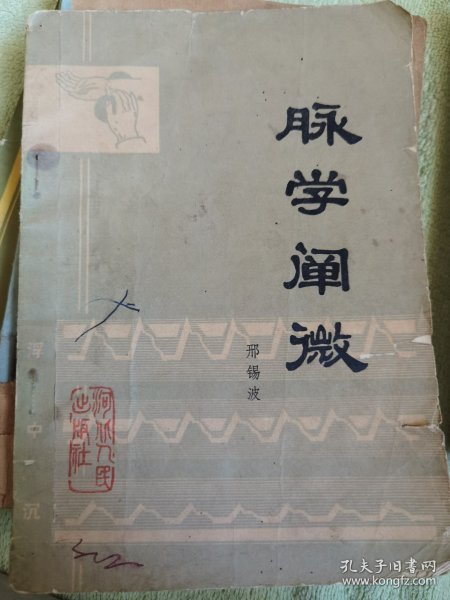 脉学阐微
邢锡波
浮
中
沉
河北人民
出版社
孔夫子旧书网
www.kongfz.com